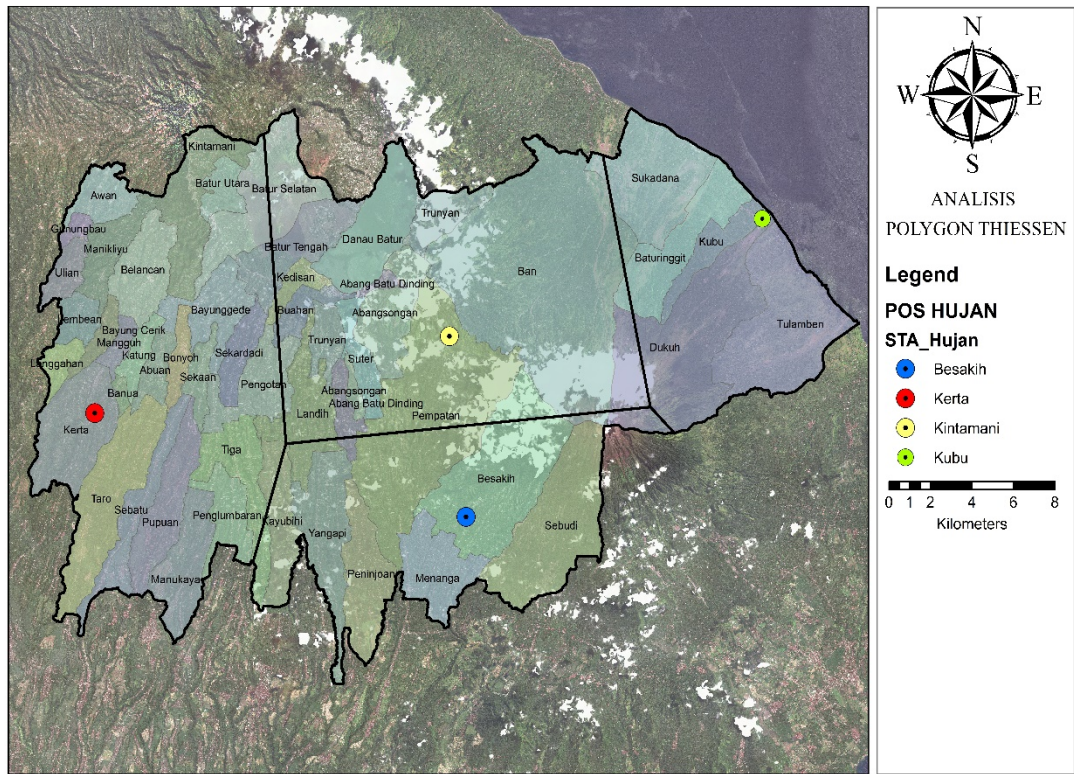 Kintamani
Awan
Batur Utara
Batur Selatan
Sukadana
Trunyan
Gunungbau
Danau Batur
Kubu
Manikliyu
Batur Tengah
Baturinggit
Ulian
Belancan
Ban
Kedisan
Abang Batu Dinding
Bayunggede
Buahan
Abangsongan
Tulamben
Bayung Cerik
Mangguh
Trunyan
Dukuh
Langgahan
Katung
Bonyoh
Sekardadi
Suter
Abuan
Sekaan
Pengotan
Banua
Abangsongan
Abang Batu Dinding
Landih
Pempatan
Kerta
Tiga
Besakih
Taro
Sebatu
Penglumbaran
Kayubihi
Pupuan
Yangapi
Sebudi
Peninjoan
Menanga
Manukaya
N
W
E
S
ANALISIS
POLYGON THIESSEN
Legend
POS HUJAN
STA_Hujan
Besakih
Kerta
Kintamani
Kubu
0 1 2 4 6 8
Kilometers